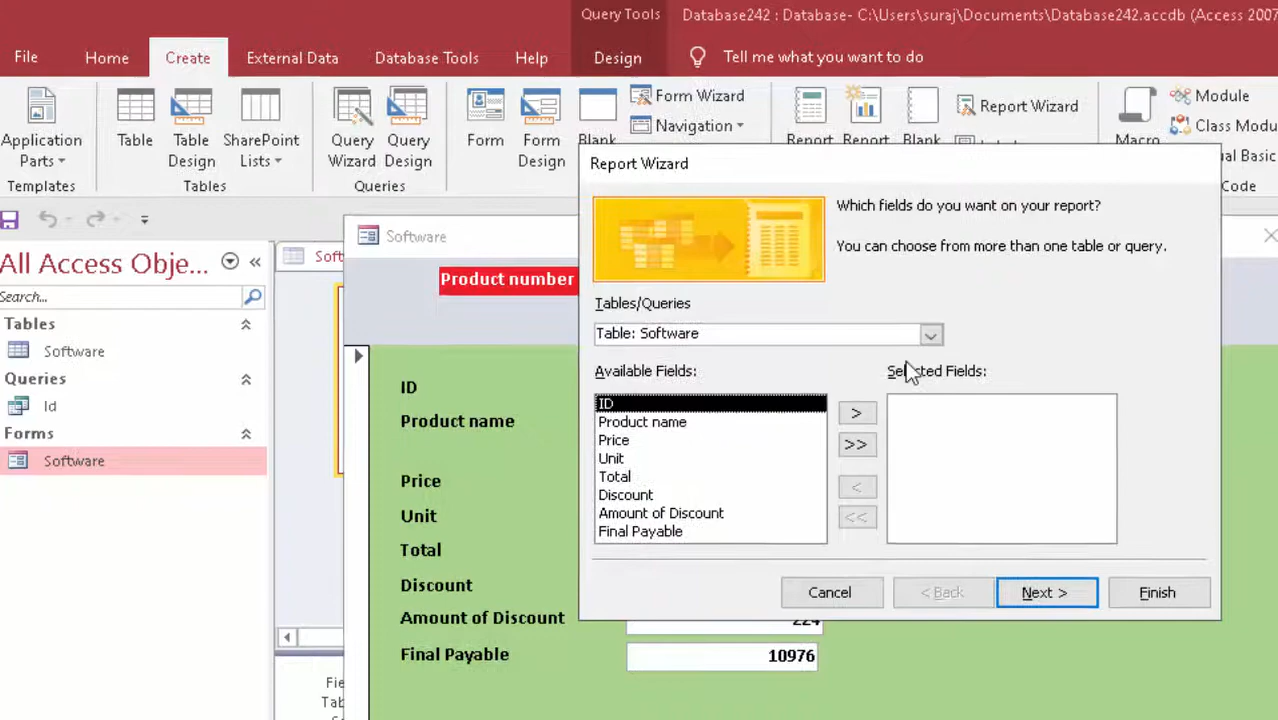 Query Tools
Database242 : Database- C:\Users\suraj\Documents\Database242.accdb (Access 2007
File Home Create External Data Database Tools Help Design Tell me what you want to do
Application Parts
Table
Table Design
SharePoint Lists
Query Wizard
Query Design
Form
Form Design
Blank
Form Wizard
Navigation
Report
Report
Blank
Report Wizard
Macro
Module
Class Modu
ual Basic
Templates
Tables
Queries
Code
All Access Obje...
Search...
Tables
Software
Queries
Id
Forms
Software
Soft
Software
Product number
ID
Product name
Price
Unit
Total
Discount
Amount of Discount
224
Final Payable
10976
Fie
Tab
Report Wizard
Which fields do you want on your report?
You can choose from more than one table or query.
Tables/Queries
Table: Software
Available Fields:
Selected Fields:
ID
Product name
Price
Unit
Total
Discount
Amount of Discount
Final Payable
>
>>
<
<<
Cancel
< Back
Next >
Finish